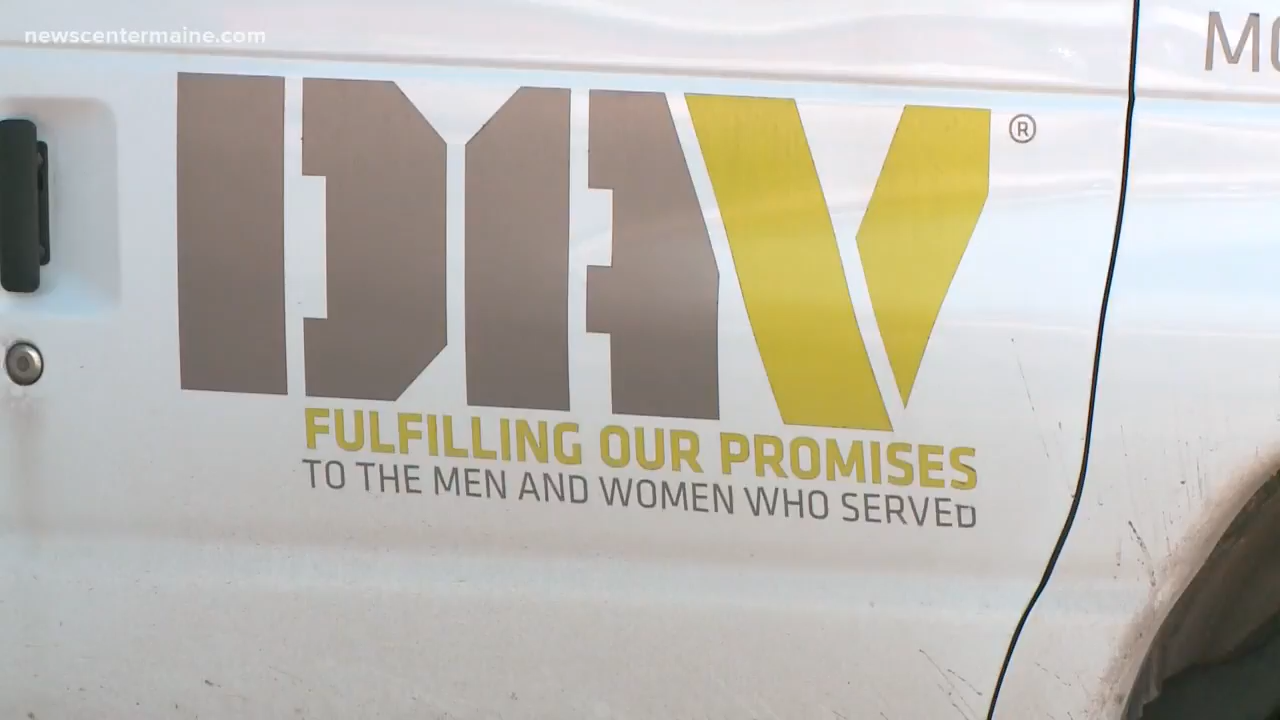 newscentermaine.com
DAV®
FULFILLING OUR PROMISES
TO THE MEN AND WOMEN WHO SERVED